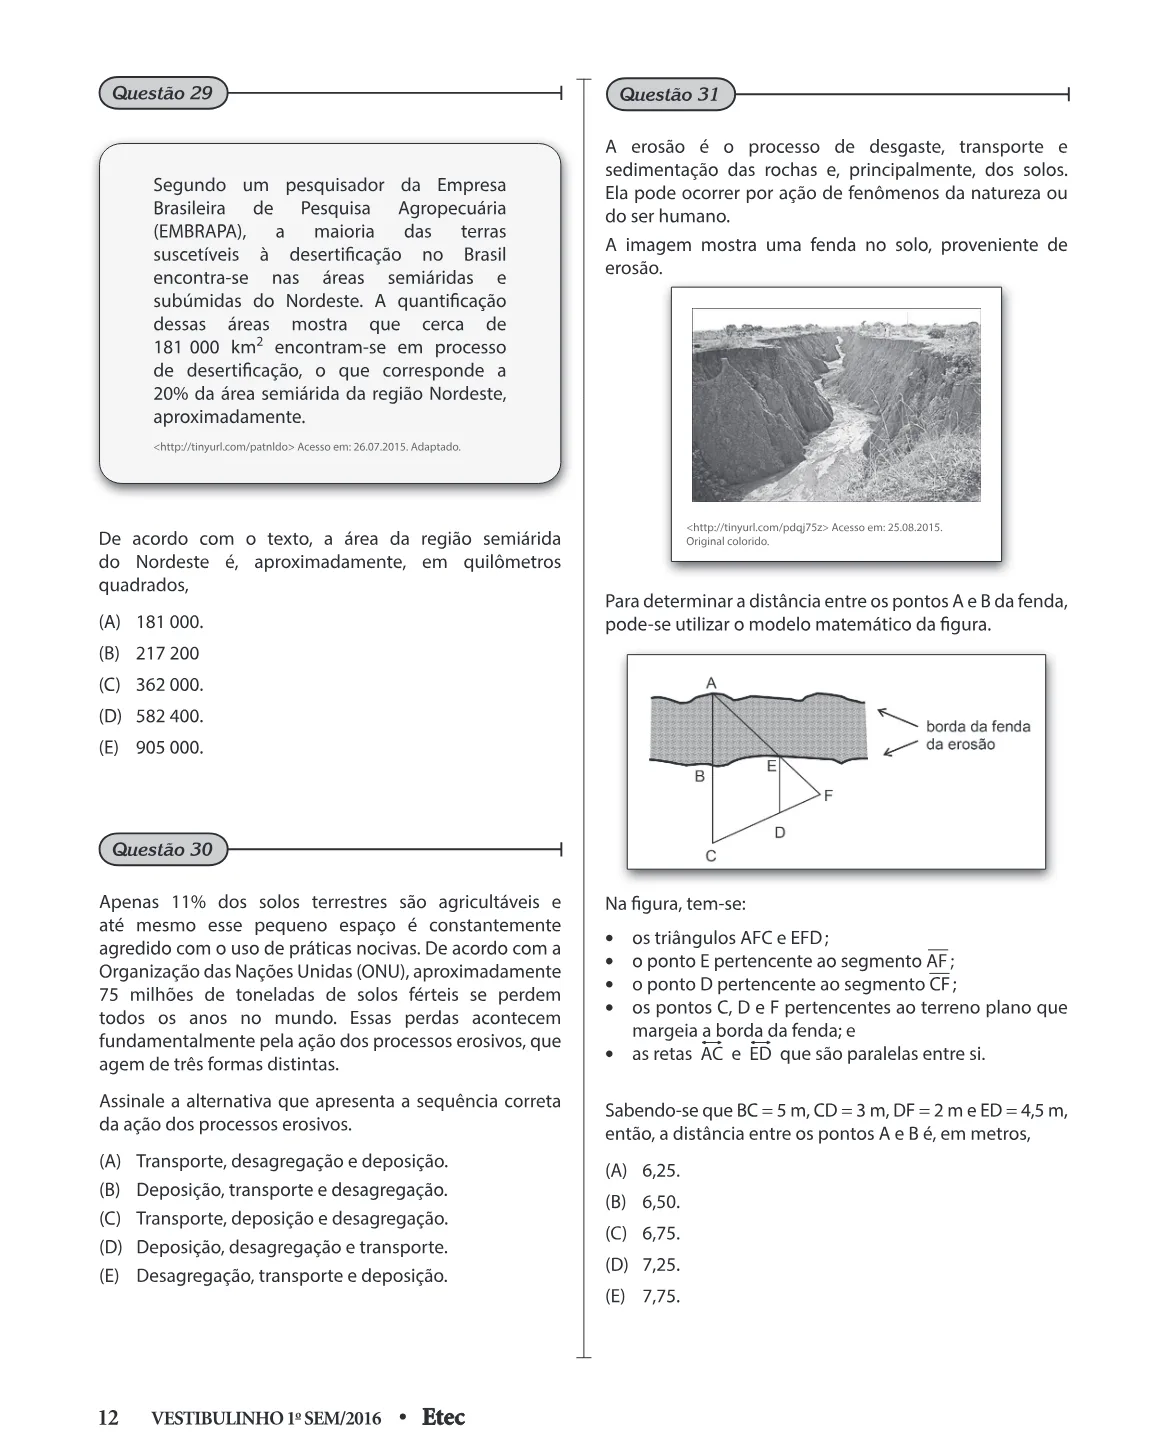 Questão 29
Segundo um pesquisador da Empresa
Brasileira de Pesquisa Agropecuária
(EMBRAPA), a maioria das terras
suscetíveis à desertificação no Brasil
encontra-se nas áreas semiáridas e
subúmidas do Nordeste. A quantificação
dessas áreas mostra que cerca de
181 000 km² encontram-se em processo
de desertificação, o que corresponde a
20% da área semiárida da região Nordeste,
aproximadamente.
<http://tinyurl.com/patnldo> Acesso em: 26.07.2015. Adaptado.
De acordo com o texto, a área da região semiárida
do Nordeste é, aproximadamente, em quilômetros
quadrados,
(A) 181 000.
(B) 217 200
(C) 362 000.
(D) 582 400.
(E) 905 000.
Questão 30
Apenas 11% dos solos terrestres são agricultáveis e
até mesmo esse pequeno espaço é constantemente
agredido com o uso de práticas nocivas. De acordo com a
Organização das Nações Unidas (ONU), aproximadamente
75 milhões de toneladas de solos férteis se perdem
todos os anos no mundo. Essas perdas acontecem
fundamentalmente pela ação dos processos erosivos, que
agem de três formas distintas.
Assinale a alternativa que apresenta a sequência correta
da ação dos processos erosivos.
(A) Transporte, desagregação e deposição.
(B) Deposição, transporte e desagregação.
(C) Transporte, deposição e desagregação.
(D) Deposição, desagregação e transporte.
(E) Desagregação, transporte e deposição.
Questão 31
A erosão é o processo de desgaste, transporte e
sedimentação das rochas e, principalmente, dos solos.
Ela pode ocorrer por ação de fenômenos da natureza ou
do ser humano.
A imagem mostra uma fenda no solo, proveniente de
erosão.
<http://tinyurl.com/pdqj75z> Acesso em: 25.08.2015.
Original colorido.
Para determinar a distância entre os pontos A e B da fenda,
pode-se utilizar o modelo matemático da figura.
A
borda da fenda
da erosão
B
E
F
D
C
Na figura, tem-se:
• os triângulos AFC e EFD;
• o ponto E pertencente ao segmento AF;
• o ponto D pertencente ao segmento CF;
• os pontos C, D e F pertencentes ao terreno plano que
margeia a borda da fenda; e
• as retas AC e ED que são paralelas entre si.
Sabendo-se que BC = 5 m, CD = 3 m, DF = 2 m e ED = 4,5 m,
então, a distância entre os pontos A e B é, em metros,
(A) 6,25.
(B) 6,50.
(C) 6,75.
(D) 7,25.
(E) 7,75.
12 VESTIBULINHO 1º SEM/2016 • Etec